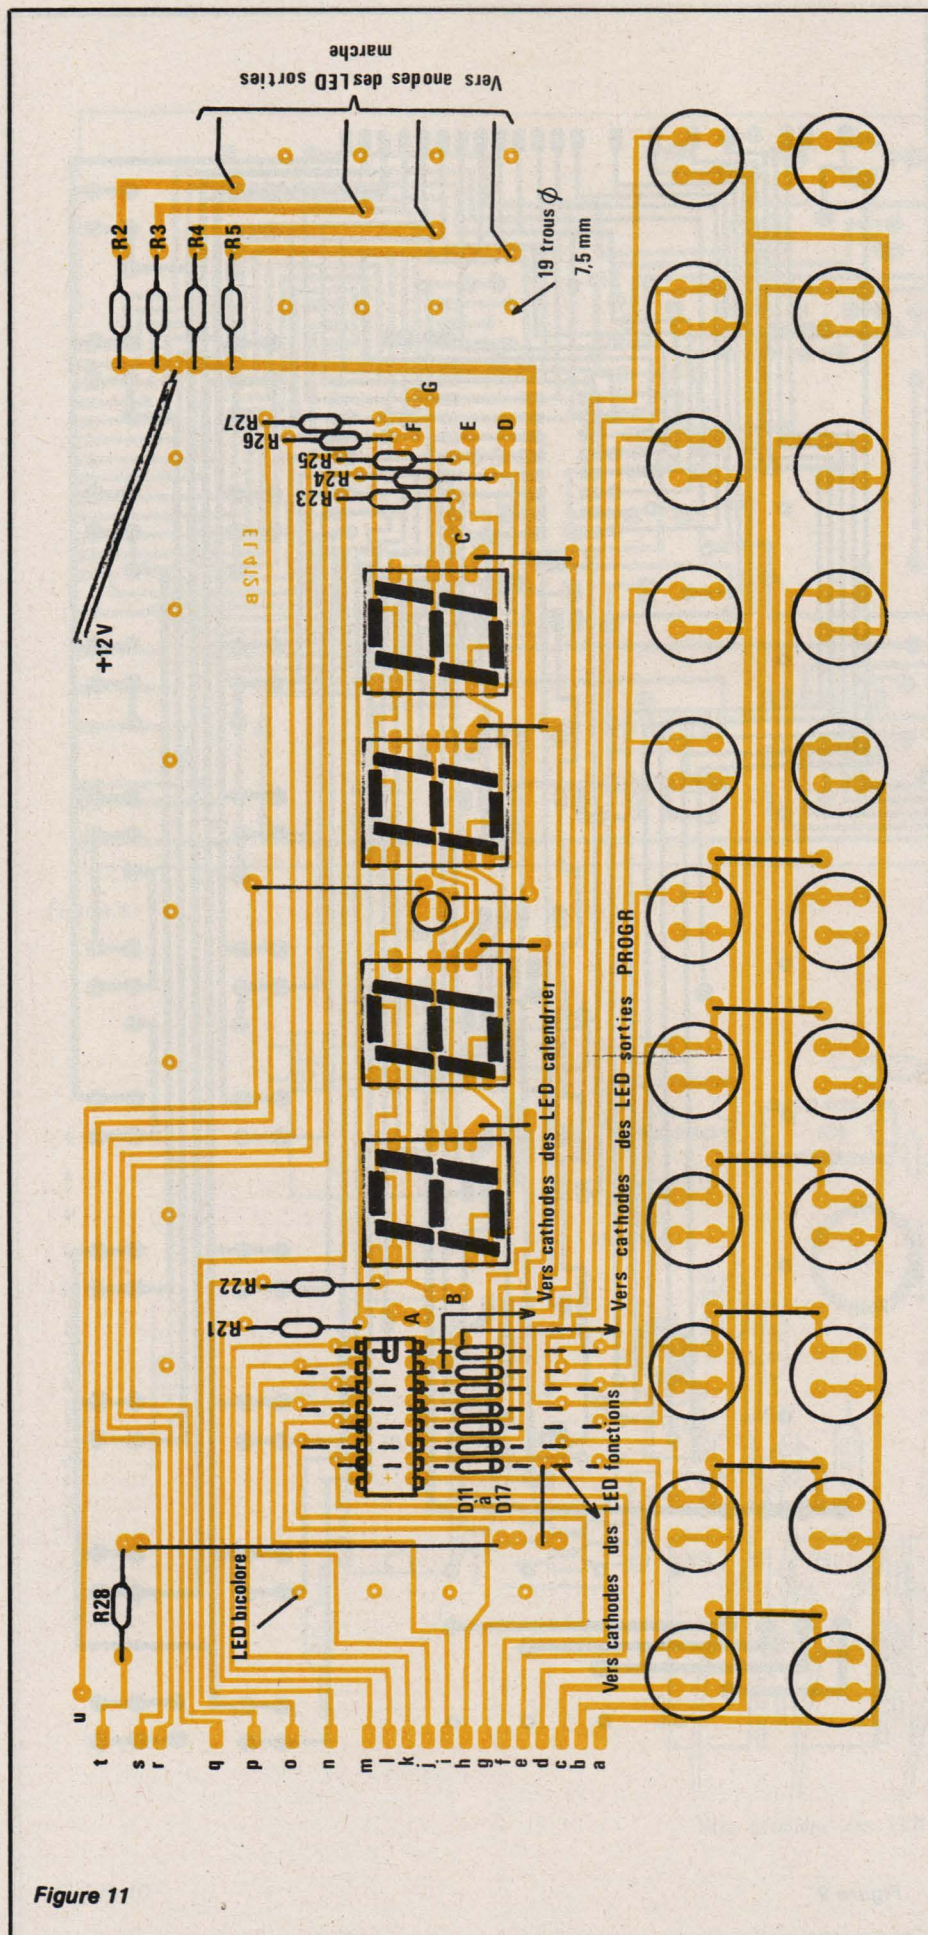 Vers anodes des LED sorties
marche
R2
R3
R4
R5
19 trous Ø
7,5 mm
+12V
R27
R26
R25
R24
R23
G
F
E
D
C
EL412 B
Vers cathodes des LED calendrier
Vers cathodes des LED sorties PROGR
R22
R21
B
A
D11
à
D17
Vers cathodes des LED fonctions
LED bicolore
R28
u
t
s
r
q
p
o
n
m
l
k
j
i
h
g
f
e
d
c
b
a
Figure 11